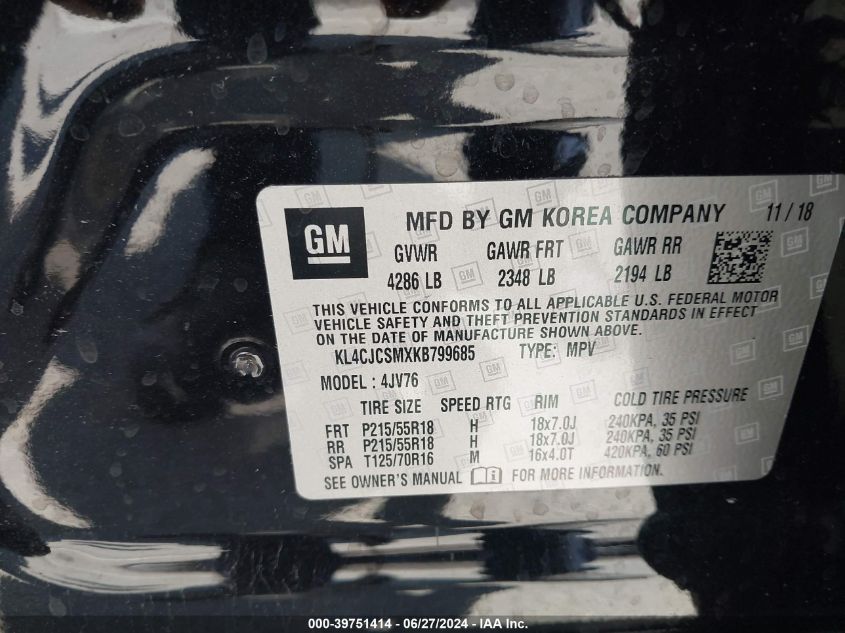 GM
MFD BY GM KOREA COMPANY 11 / 18
GVWR GAWR FRT GAWR RR
4286 LB 2348 LB 2194 LB
THIS VEHICLE CONFORMS TO ALL APPLICABLE U.S. FEDERAL MOTOR
VEHICLE SAFETY AND THEFT PREVENTION STANDARDS IN EFFECT
ON THE DATE OF MANUFACTURE SHOWN ABOVE.
KL4CJCSMXKB799685 TYPE: MPV
MODEL : 4JV76
TIRE SIZE SPEED RTG RIM COLD TIRE PRESSURE
FRT P215/55R18 H 18x7.0J 240KPA, 35 PSI
RR P215/55R18 H 18x7.0J 240KPA, 35 PSI
SPA T125/70R16 M 16x4.0T 420KPA, 60 PSI
SEE OWNER'S MANUAL FOR MORE INFORMATION.
000-39751414 - 06/27/2024 - IAA Inc.